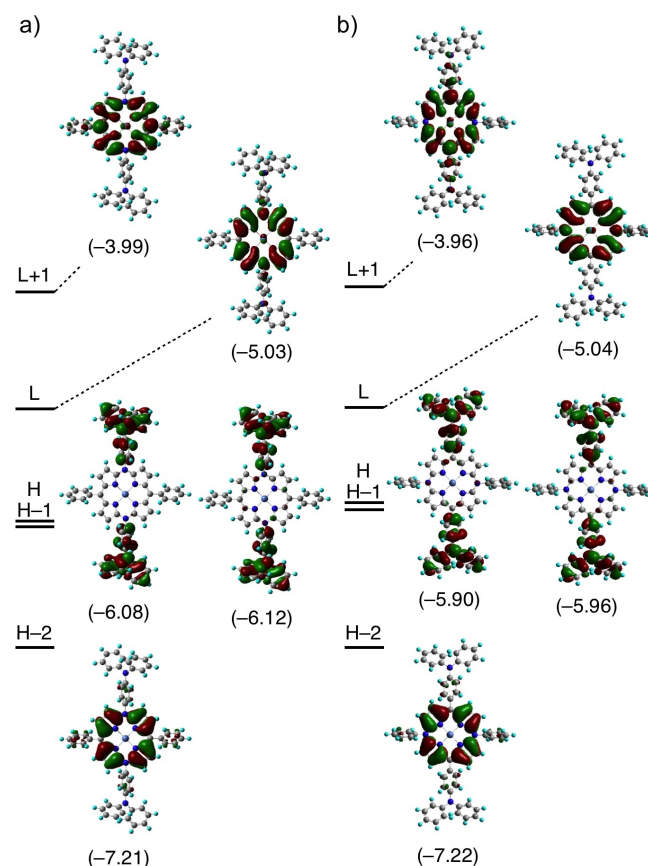 a)
b)
(–3.99)
L+1
(–5.03)
L
H
H–1
(–6.08)
(–6.12)
H–2
(–7.21)
(–3.96)
L+1
(–5.04)
L
H
H–1
(–5.90)
(–5.96)
H–2
(–7.22)